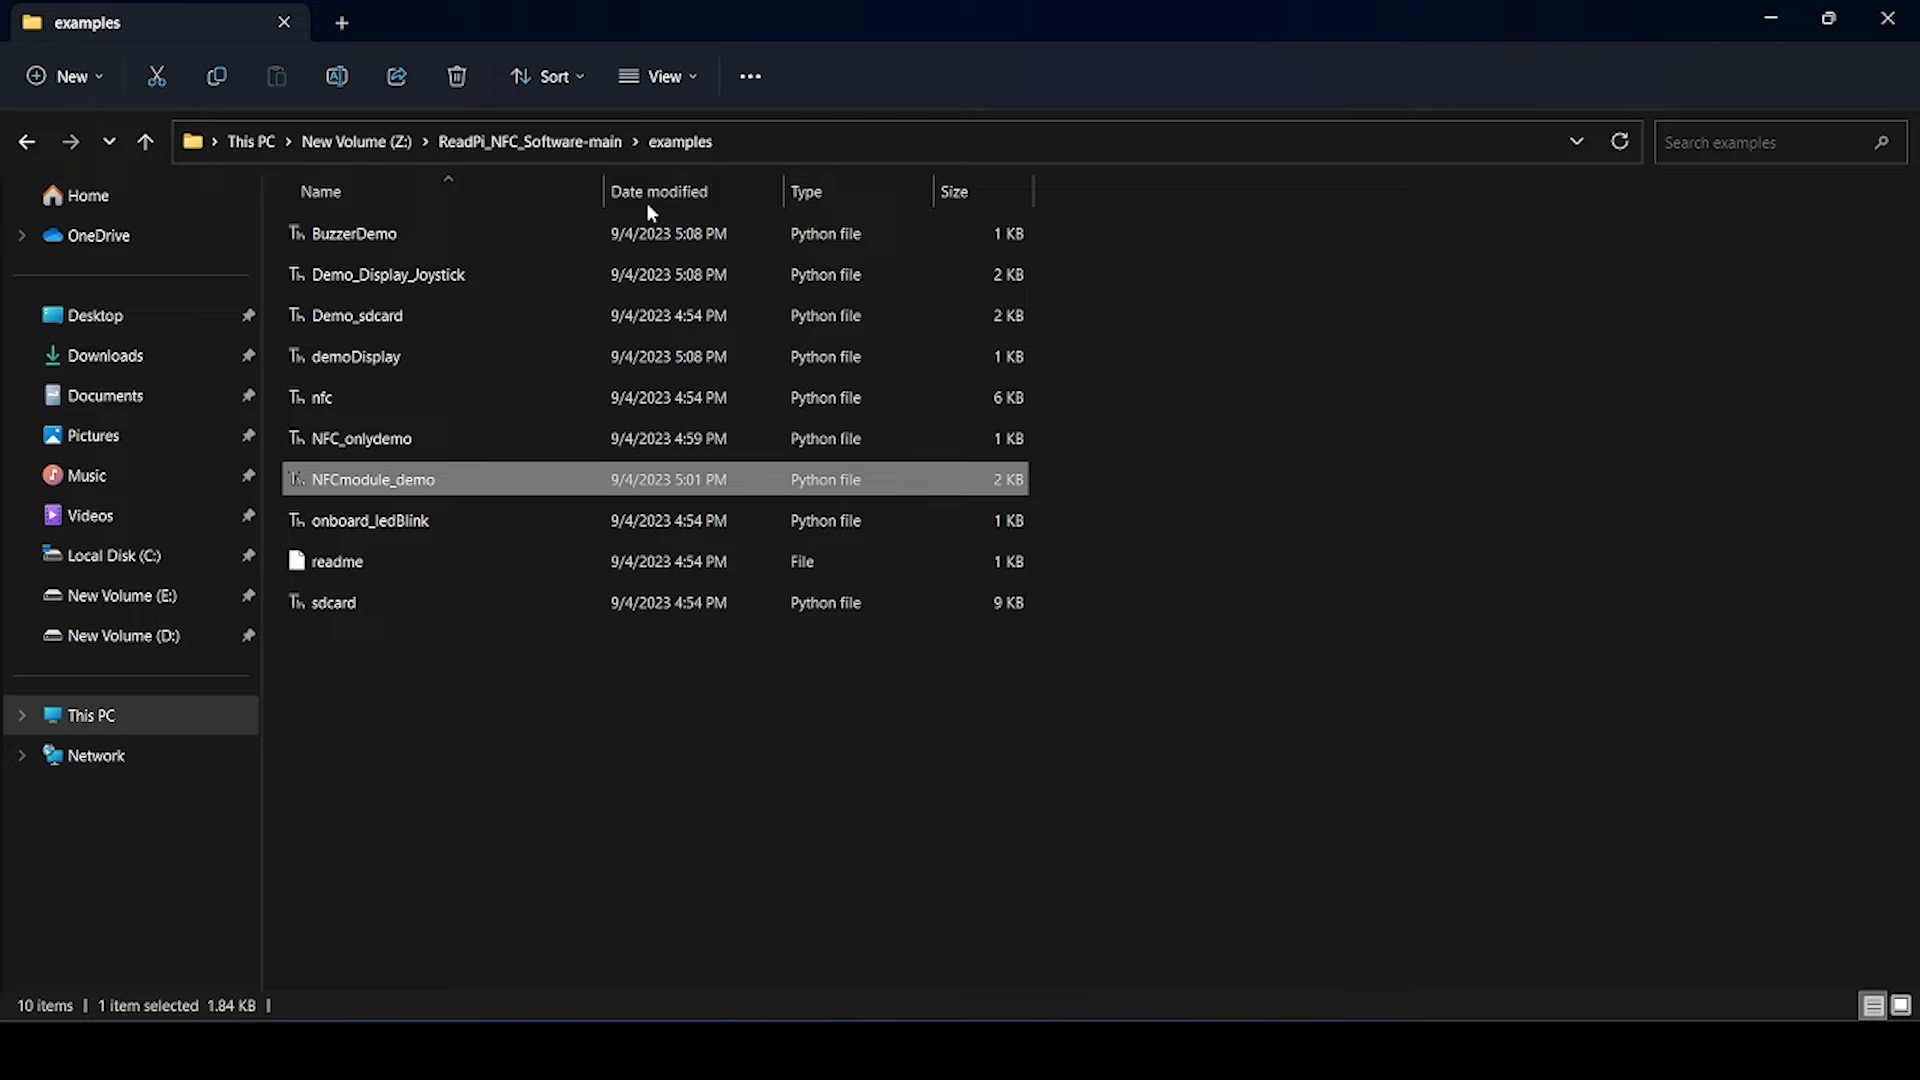 examples
New Sort View
This PC New Volume (Z:) ReadPi_NFC_Software-main examples Search examples
Home
OneDrive
Desktop
Downloads
Documents
Pictures
Music
Videos
Local Disk (C:)
New Volume (E:)
New Volume (D:)
This PC
Network
Name Date modified Type Size
BuzzerDemo 9/4/2023 5:08 PM Python file 1 KB
Demo_Display_Joystick 9/4/2023 5:08 PM Python file 2 KB
Demo_sdcard 9/4/2023 4:54 PM Python file 2 KB
demoDisplay 9/4/2023 5:08 PM Python file 1 KB
nfc 9/4/2023 4:54 PM Python file 6 KB
NFC_onlydemo 9/4/2023 4:59 PM Python file 1 KB
NFCmodule_demo 9/4/2023 5:01 PM Python file 2 KB
onboard_ledBlink 9/4/2023 4:54 PM Python file 1 KB
readme 9/4/2023 4:54 PM File 1 KB
sdcard 9/4/2023 4:54 PM Python file 9 KB
10 items | 1 item selected 1.84 KB |